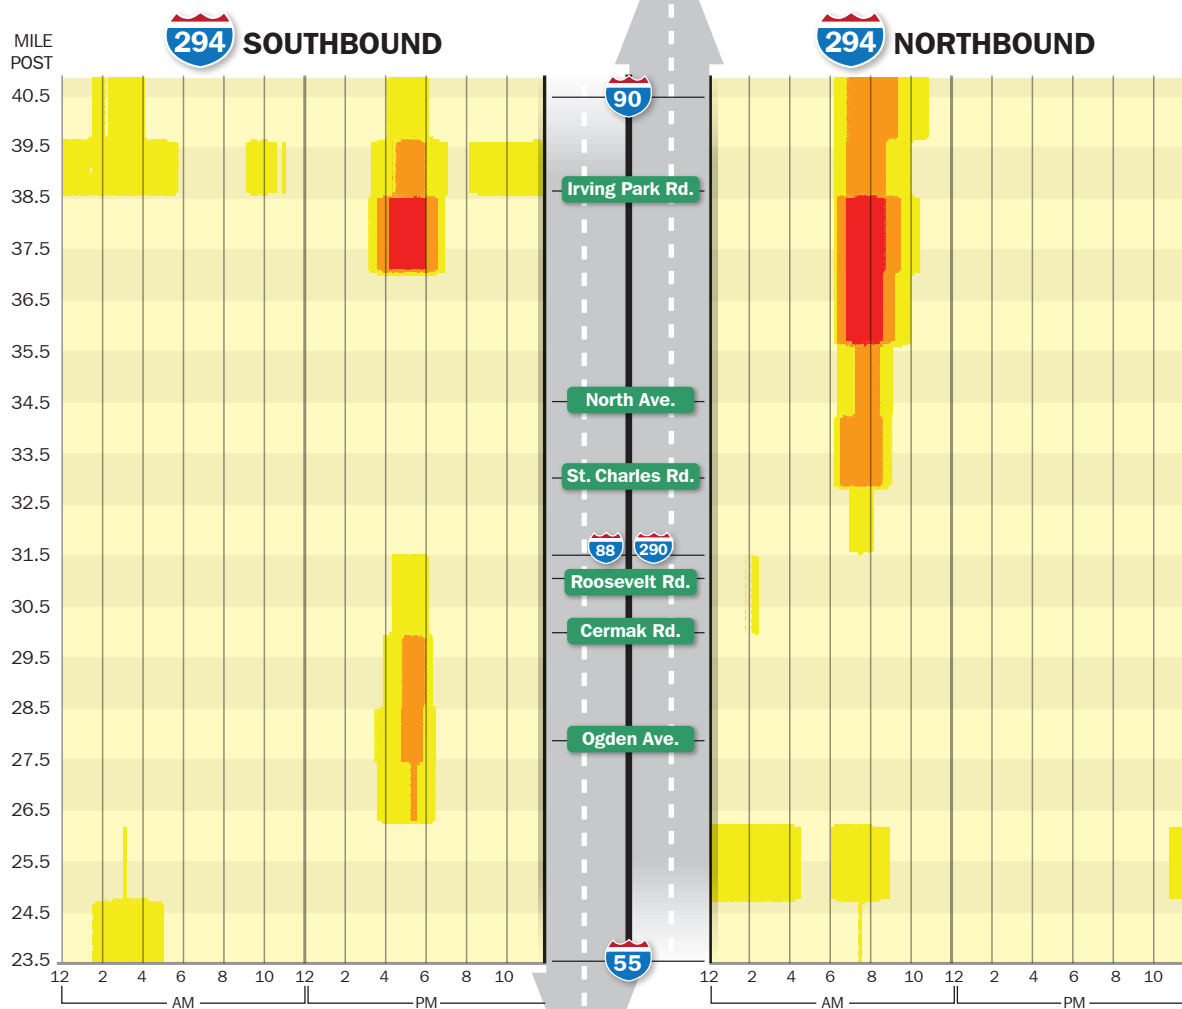 MILE
POST
294 SOUTHBOUND
294 NORTHBOUND
40.5
39.5
38.5
37.5
36.5
35.5
34.5
33.5
32.5
31.5
30.5
29.5
28.5
27.5
26.5
25.5
24.5
23.5
90
Irving Park Rd.
North Ave.
St. Charles Rd.
88 290
Roosevelt Rd.
Cermak Rd.
Ogden Ave.
55
12 2 4 6 8 10 12 2 4 6 8 10
AM PM
12 2 4 6 8 10 12 2 4 6 8 10
AM PM